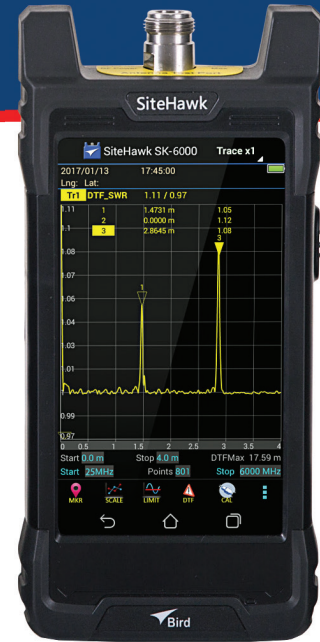 SiteHawk
SiteHawk SK-6000 Trace x1
2017/01/13 17:45:00
Lng: Lat:
Tr1 DTF_SWR 1.11 / 0.97
1.11 1 1.4731 m 1.05
2 0.0000 m 1.12
1.1 3 2.8645 m 1.08
3
1.08
1.07
1
1.06
1.04
1.03
1.01
0.99
0.97
0 0.5 1 1.5 2 2.5 3 3.5 4
Start 0.0 m Stop 4.0 m DTFMax 17.59 m
Start 25MHz Points 801 Stop 6000 MHz
MKR SCALE LIMIT DTF CAL
Bird